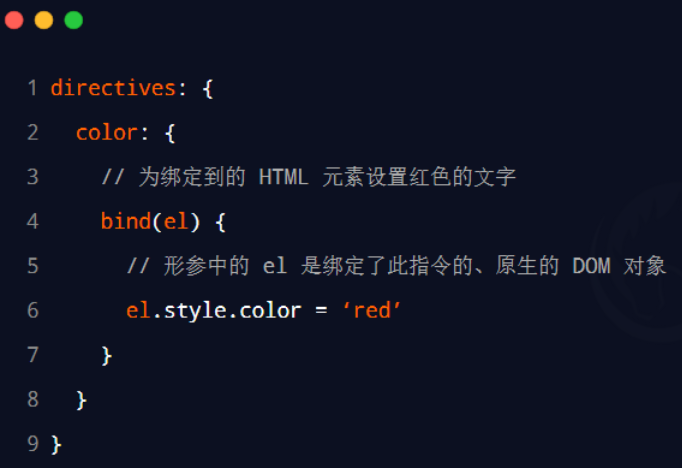 1 directives: {
2 color: {
3 // 为绑定到的 HTML 元素设置红色的文字
4 bind(el) {
5 // 形参中的 el 是绑定了此指令的、原生的 DOM 对象
6 el.style.color = ‘red’
7 }
8 }
9 }